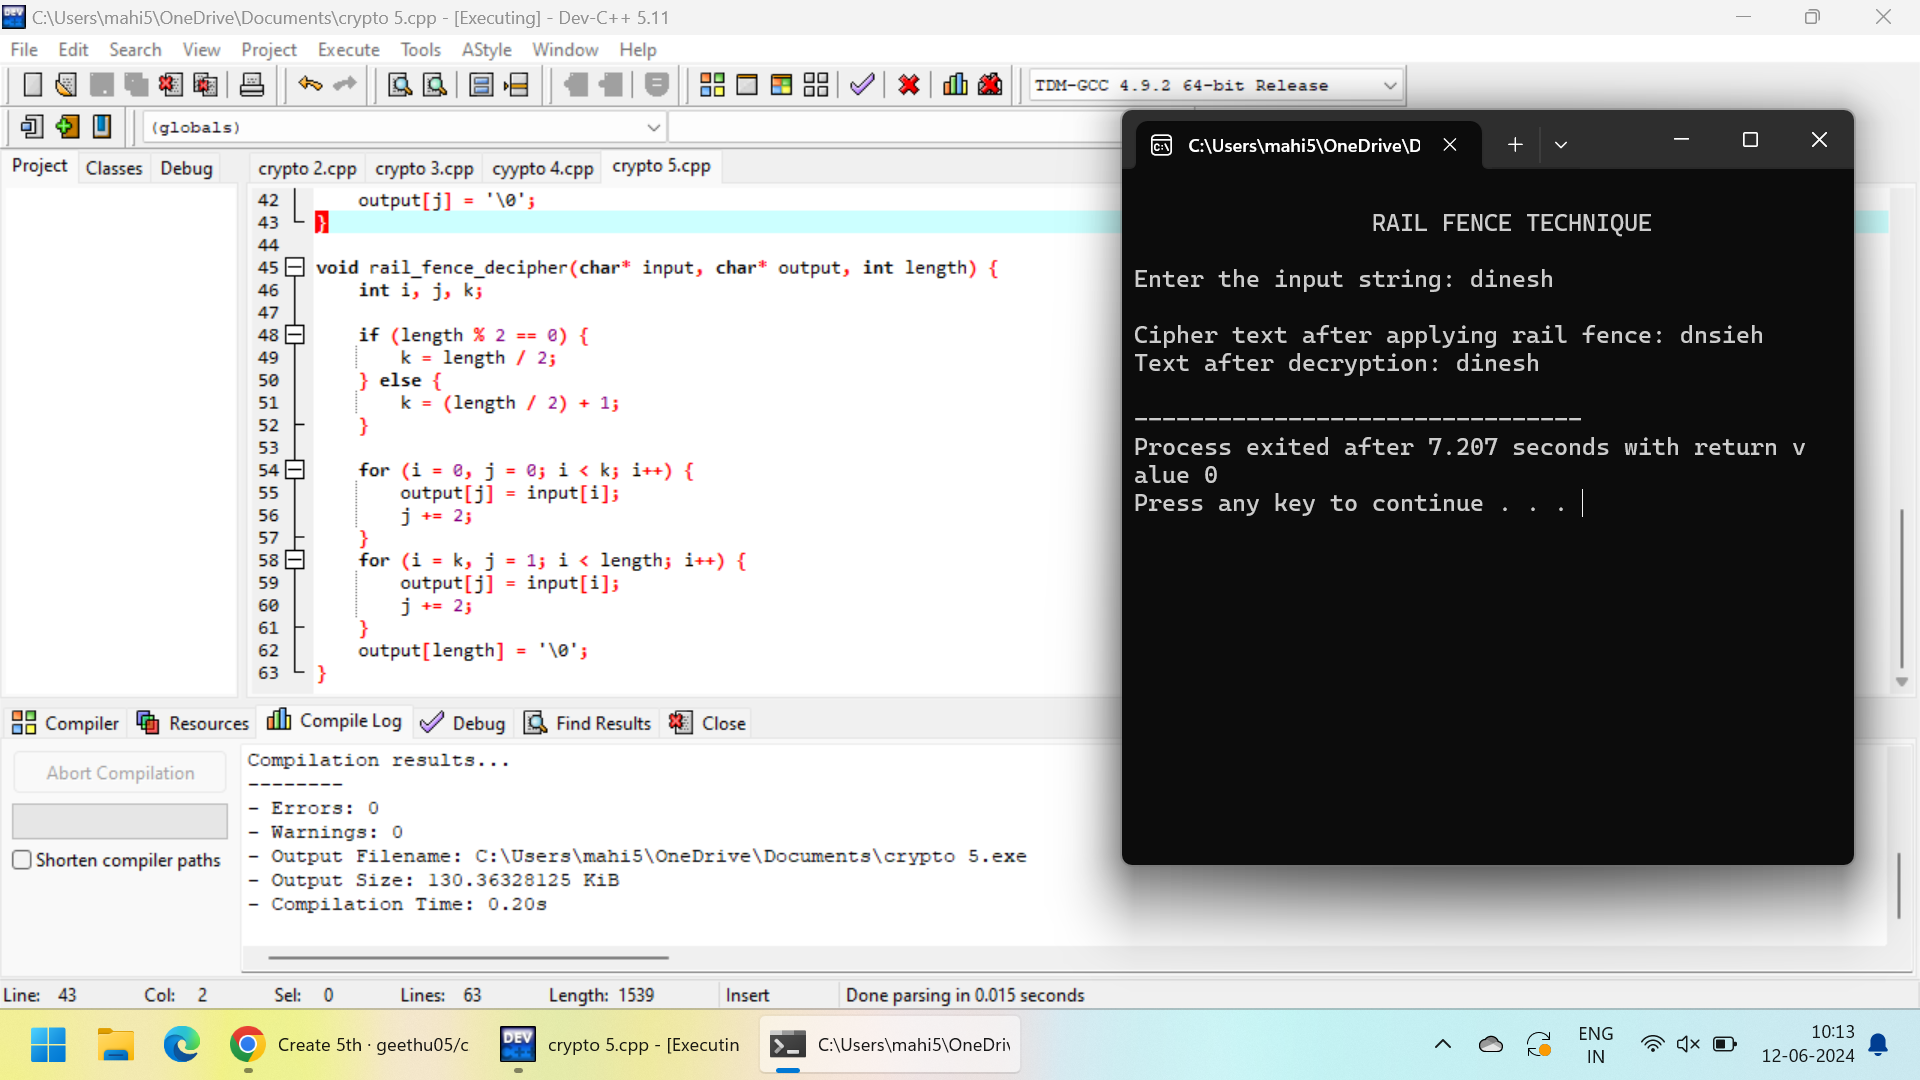 C:\Users\mahi5\OneDrive\Documents\crypto 5.cpp - [Executing] - Dev-C++ 5.11
File Edit Search View Project Execute Tools AStyle Window Help
TDM-GCC 4.9.2 64-bit Release
(globals)
Project Classes Debug
crypto 2.cpp crypto 3.cpp cyypto 4.cpp crypto 5.cpp
42 output[j] = '\0';
43 }
44
45 void rail_fence_decipher(char* input, char* output, int length) {
46 int i, j, k;
47
48 if (length % 2 == 0) {
49 k = length / 2;
50 } else {
51 k = (length / 2) + 1;
52 }
53
54 for (i = 0, j = 0; i < k; i++) {
55 output[j] = input[i];
56 j += 2;
57 }
58 for (i = k, j = 1; i < length; i++) {
59 output[j] = input[i];
60 j += 2;
61 }
62 output[length] = '\0';
63 }
C:\Users\mahi5\OneDrive\D
RAIL FENCE TECHNIQUE
Enter the input string: dinesh
Cipher text after applying rail fence: dnsieh
Text after decryption: dinesh
--------------------------------
Process exited after 7.207 seconds with return v
alue 0
Press any key to continue . . .
Compiler Resources Compile Log Debug Find Results Close
Abort Compilation
Shorten compiler paths
Compilation results...
--------
- Errors: 0
- Warnings: 0
- Output Filename: C:\Users\mahi5\OneDrive\Documents\crypto 5.exe
- Output Size: 130.36328125 KiB
- Compilation Time: 0.20s
Line: 43 Col: 2 Sel: 0 Lines: 63 Length: 1539 Insert Done parsing in 0.015 seconds
Create 5th · geethu05/c
DEV
crypto 5.cpp - [Executin
C:\Users\mahi5\OneDri
ENG
IN
10:13
12-06-2024